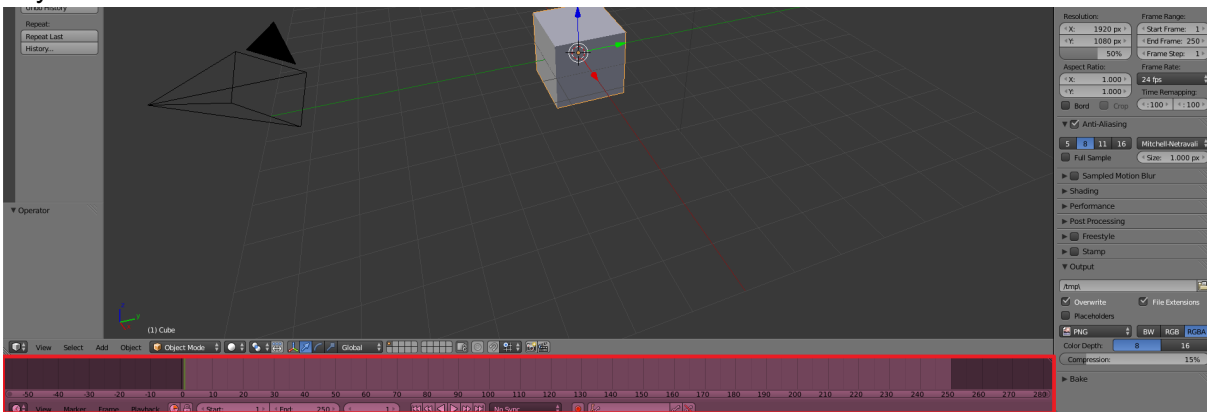 Undo History
Repeat:
Repeat Last
History...
Operator
z
y
(1) Cube
View Select Add Object Object Mode Global
-50 -40 -30 -20 -10 0 10 20 30 40 50 60 70 80 90 100 110 120 130 140 150 160 170 180 190 200 210 220 230 240 250 260 270 280
View Marker Frame Playback Start: 1 End: 250 1 No Sync
Resolution: Frame Range:
X: 1920 px Start Frame: 1
Y: 1080 px End Frame: 250
50% Frame Step: 1
Aspect Ratio: Frame Rate:
X: 1.000 24 fps
Y: 1.000 Time Remapping:
Bord Crop :100 :100
Anti-Aliasing
5 8 11 16 Mitchell-Netravali
Full Sample Size: 1.000 px
Sampled Motion Blur
Shading
Performance
Post Processing
Freestyle
Stamp
Output
/tmp\
Overwrite File Extensions
Placeholders
PNG BW RGB RGBA
Color Depth: 8 16
Compression: 15%
Bake